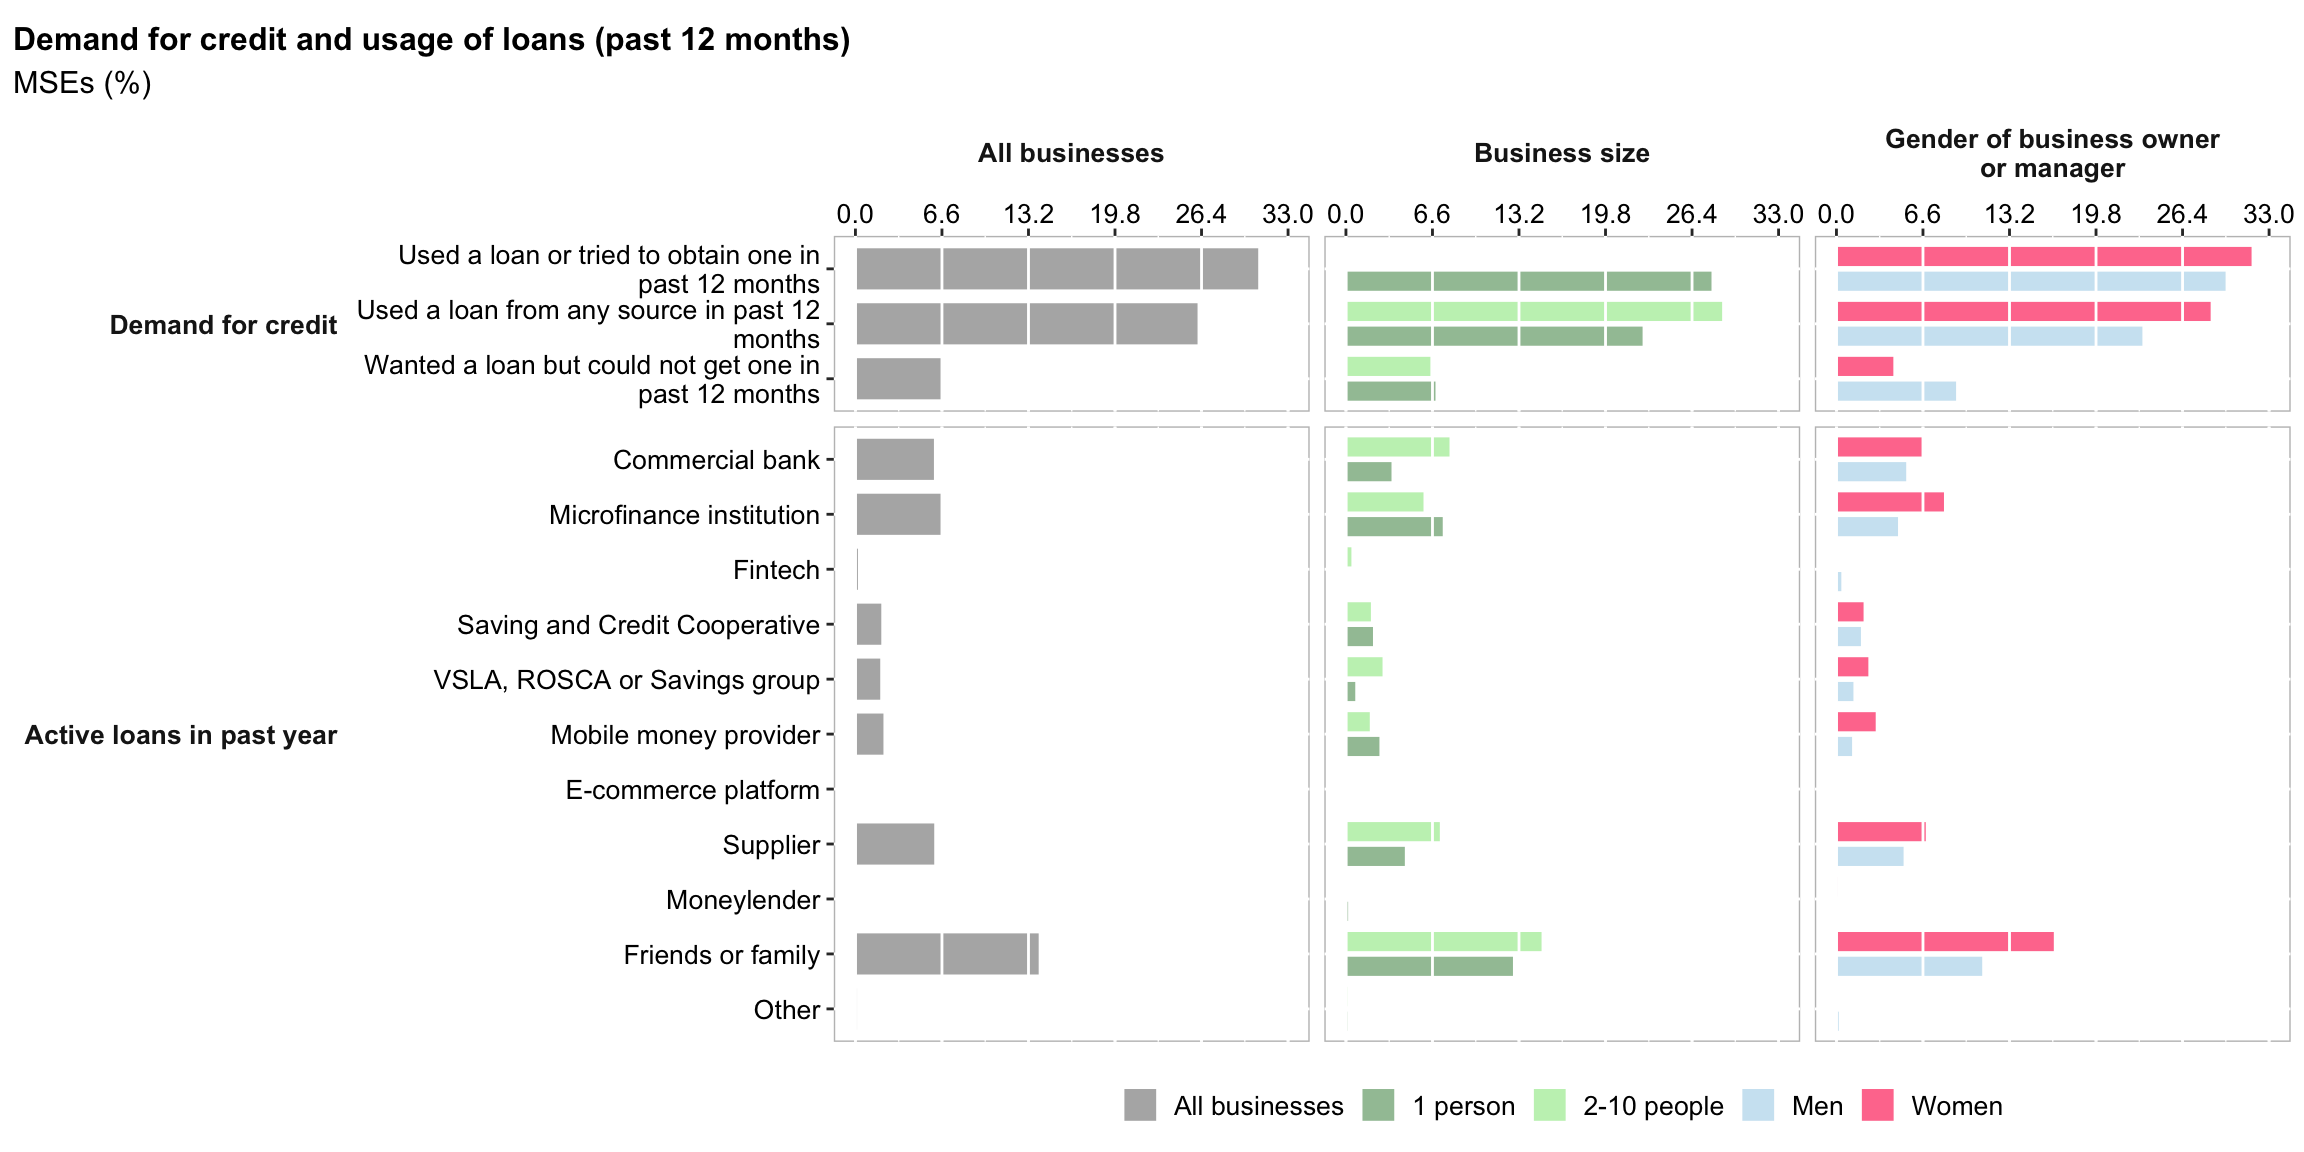 Demand for credit and usage of loans (past 12 months)
MSEs (%)
All businesses
Business size
Gender of business owner
or manager
0.0 6.6 13.2 19.8 26.4 33.0
0.0 6.6 13.2 19.8 26.4 33.0
0.0 6.6 13.2 19.8 26.4 33.0
Demand for credit
Used a loan or tried to obtain one in
past 12 months
Used a loan from any source in past 12
months
Wanted a loan but could not get one in
past 12 months
Active loans in past year
Commercial bank
Microfinance institution
Fintech
Saving and Credit Cooperative
VSLA, ROSCA or Savings group
Mobile money provider
E-commerce platform
Supplier
Moneylender
Friends or family
Other
All businesses
1 person
2-10 people
Men
Women